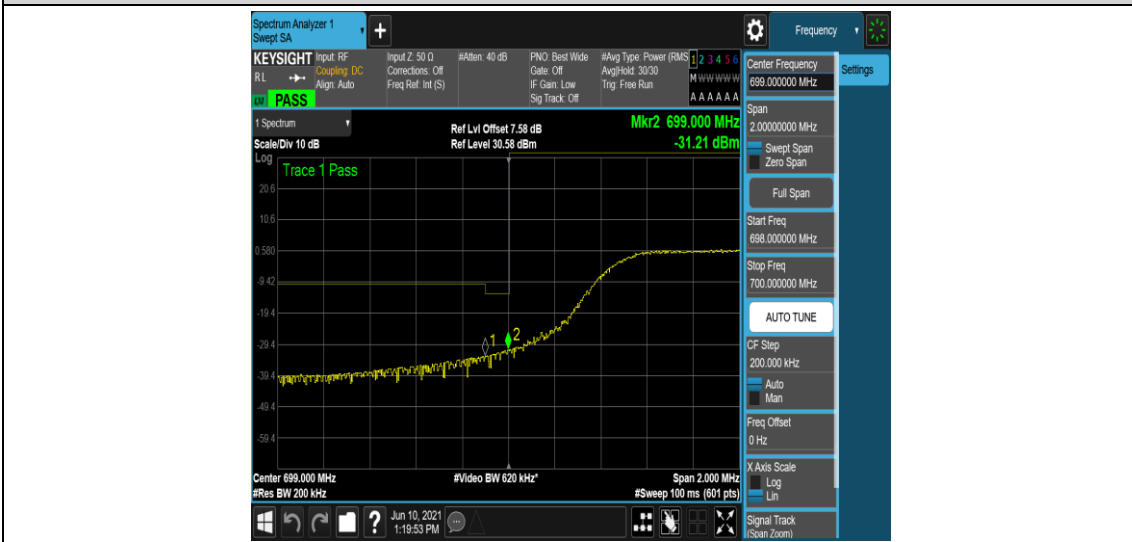 Spectrum Analyzer 1
Swept SA
+
Frequency
KEYSIGHT
RL
PASS
Input: RF
Coupling: DC
Align: Auto
Input Z: 50 Ω
Corrections: Off
Freq Ref: Int (S)
#Atten: 40 dB
PNO: Best Wide
Gate: Off
IF Gain: Low
Sig Track: Off
#Avg Type: Power (RMS
Avg|Hold: 30/30
Trig: Free Run
1 2 3 4 5 6
M W W W W W
A A A A A A
1 Spectrum
Scale/Div 10 dB
Ref Lvl Offset 7.58 dB
Ref Level 30.58 dBm
Mkr2 699.000 MHz
-31.21 dBm
Log
Trace 1 Pass
20.6
10.6
0.580
-9.42
-19.4
-29.4
-39.4
-49.4
-59.4
1
2
Center 699.000 MHz
#Res BW 200 kHz
#Video BW 620 kHz*
Span 2.000 MHz
#Sweep 100 ms (601 pts)
Center Frequency
699.000000 MHz
Settings
Span
2.00000000 MHz
Swept Span
Zero Span
Full Span
Start Freq
698.000000 MHz
Stop Freq
700.000000 MHz
AUTO TUNE
CF Step
200.000 kHz
Auto
Man
Freq Offset
0 Hz
X Axis Scale
Log
Lin
Signal Track
(Span Zoom)
?
Jun 10, 2021
1:19:53 PM